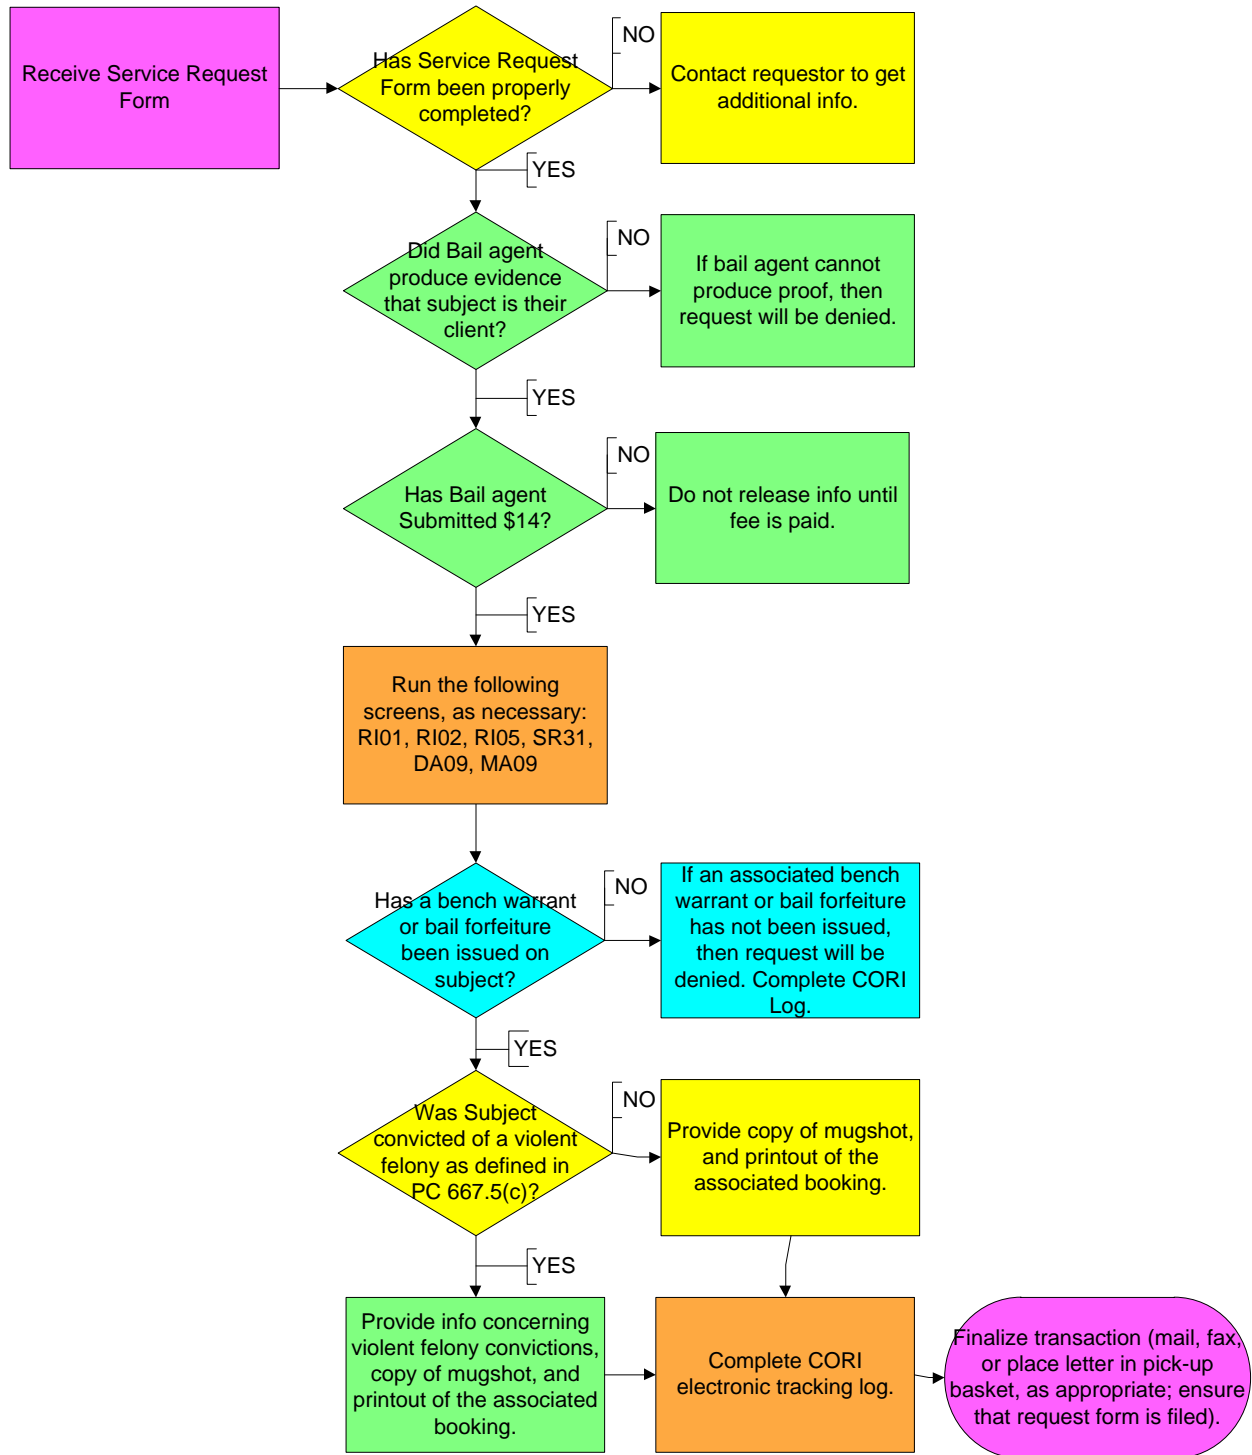 Receive Service Request
Form
Has Service Request
Form been properly
completed?
NO
Contact requestor to get
additional info.
YES
Did Bail agent
produce evidence
that subject is their
client?
NO
If bail agent cannot
produce proof, then
request will be denied.
YES
Has Bail agent
Submitted $14?
NO
Do not release info until
fee is paid.
YES
Run the following
screens, as necessary:
RI01, RI02, RI05, SR31,
DA09, MA09
Has a bench warrant
or bail forfeiture
been issued on
subject?
NO
If an associated bench
warrant or bail forfeiture
has not been issued,
then request will be
denied. Complete CORI
Log.
YES
Was Subject
convicted of a violent
felony as defined in
PC 667.5(c)?
NO
Provide copy of mugshot,
and printout of the
associated booking.
YES
Provide info concerning
violent felony convictions,
copy of mugshot, and
printout of the associated
booking.
Complete CORI
electronic tracking log.
Finalize transaction (mail, fax,
or place letter in pick-up
basket, as appropriate; ensure
that request form is filed).